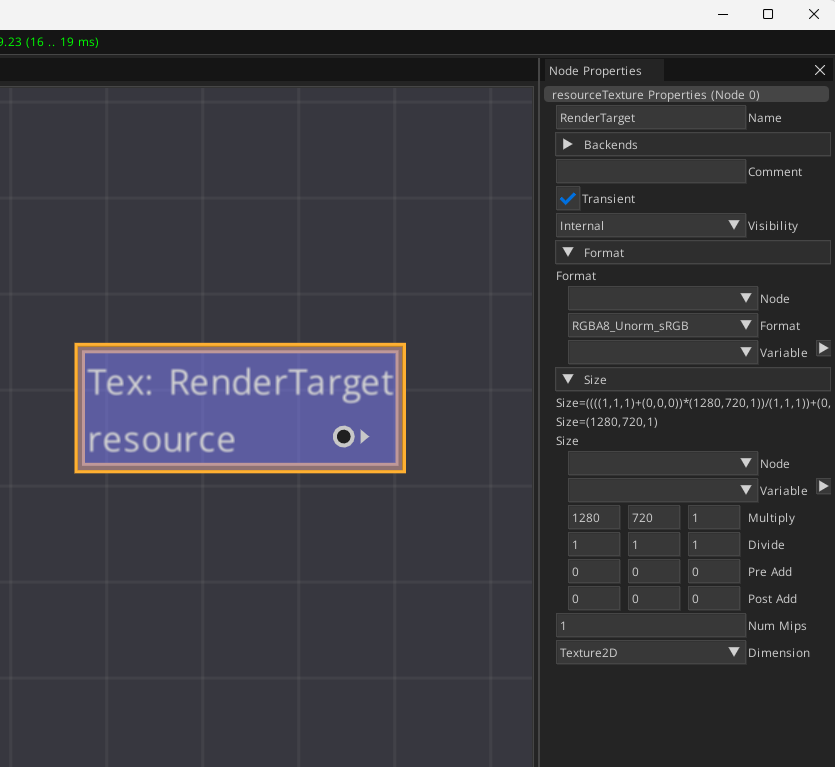 9.23 (16 .. 19 ms)
Node Properties
resourceTexture Properties (Node 0)
RenderTarget Name
Backends
Comment
Transient
Internal Visibility
Format
Format
Node
RGBA8_Unorm_sRGB Format
Variable
Size
Size=((((1,1,1)+(0,0,0))*(1280,720,1))/(1,1,1))+(0,
Size=(1280,720,1)
Size
Node
Variable
1280 720 1 Multiply
1 1 1 Divide
0 0 0 Pre Add
0 0 0 Post Add
1 Num Mips
Texture2D Dimension
Tex: RenderTarget
resource